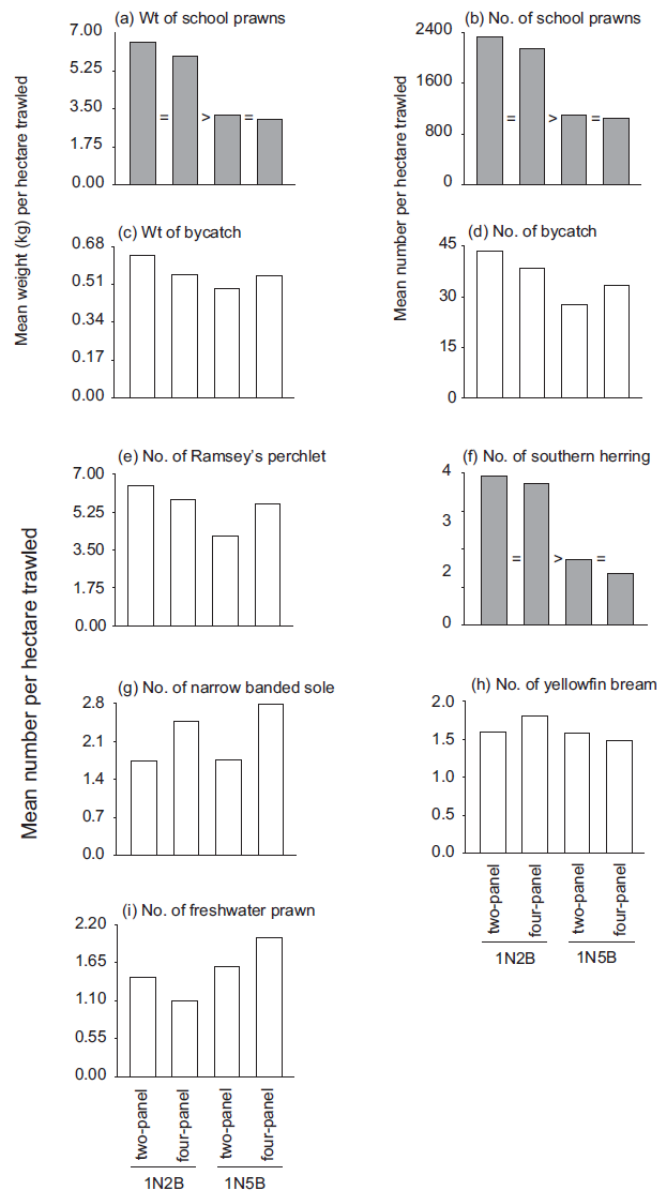 (a) Wt of school prawns
7.00
5.25
3.50
1.75
0.00
= > =
(b) No. of school prawns
2400
1600
800
0
= > =
(c) Wt of bycatch
0.68
0.51
0.34
0.17
0.00
Mean weight (kg) per hectare trawled
(d) No. of bycatch
45
30
15
0
Mean number per hectare trawled
(e) No. of Ramsey's perchlet
7.00
5.25
3.50
1.75
0.00
(f) No. of southern herring
4
3
2
0
= > =
(g) No. of narrow banded sole
2.8
2.1
1.4
0.7
0.0
Mean number per hectare trawled
(h) No. of yellowfin bream
2.0
1.5
1.0
0.5
0.0
two-panel
four-panel
two-panel
four-panel
1N2B
1N5B
(i) No. of freshwater prawn
2.20
1.65
1.10
0.55
0.00
two-panel
four-panel
two-panel
four-panel
1N2B
1N5B